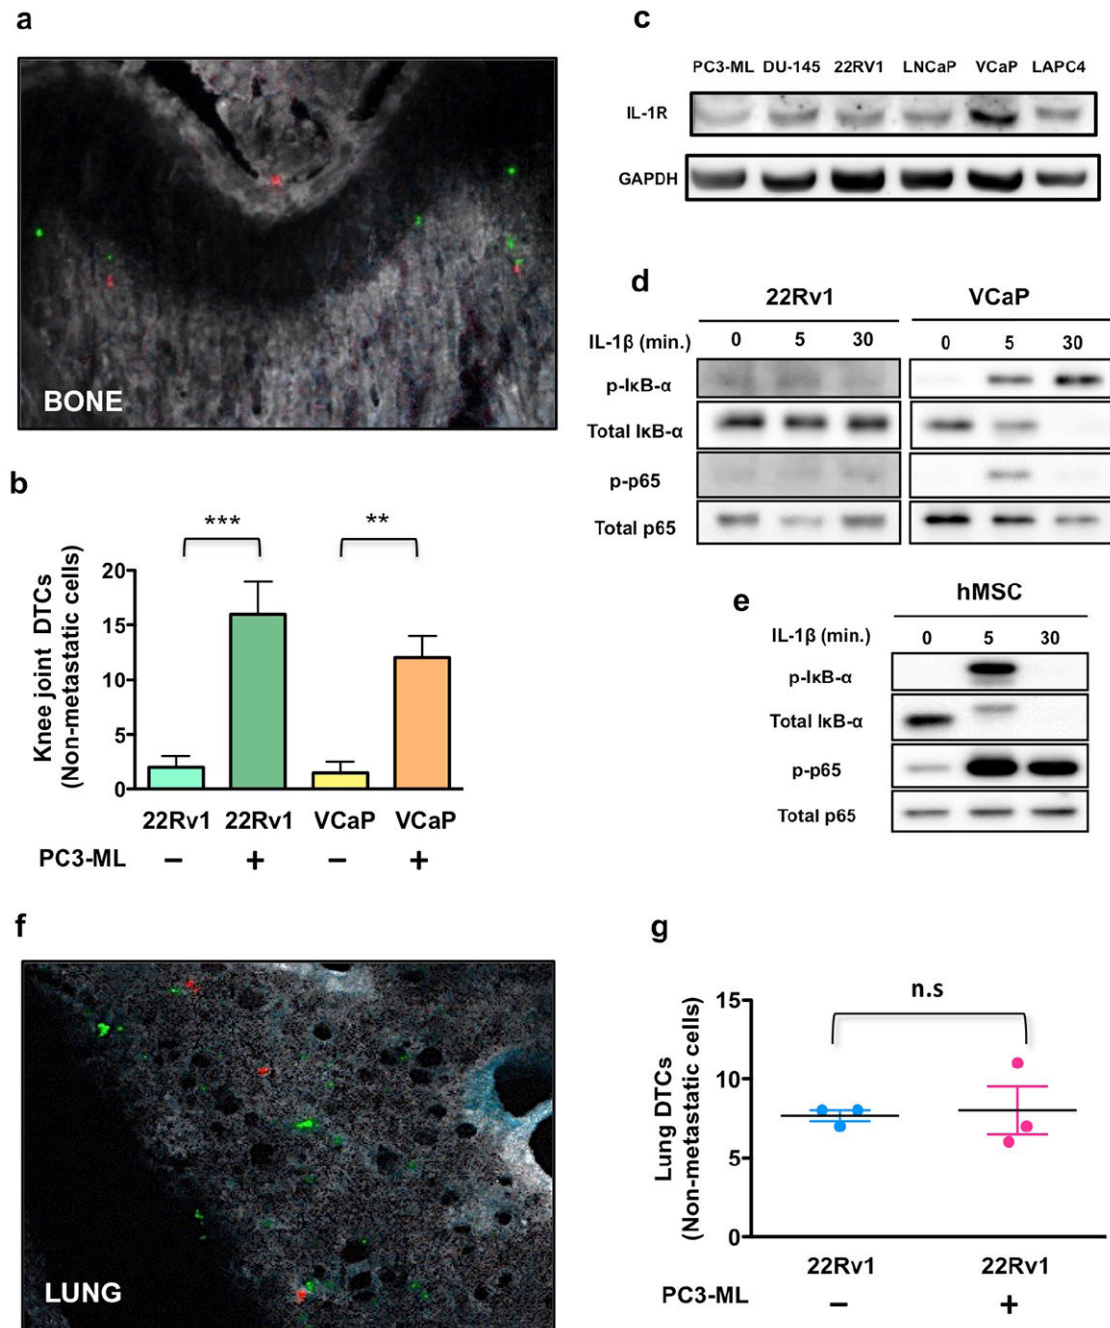 a
BONE
b
***
**
Knee joint DTCs
(Non-metastatic cells)
20
15
10
5
0
22Rv1 22Rv1 VCaP VCaP
PC3-ML − + − +
c
PC3-ML DU-145 22RV1 LNCaP VCaP LAPC4
IL-1R
GAPDH
d
22Rv1 VCaP
IL-1β (min.) 0 5 30 0 5 30
p-IκB-α
Total IκB-α
p-p65
Total p65
e
hMSC
IL-1β (min.) 0 5 30
p-IκB-α
Total IκB-α
p-p65
Total p65
f
LUNG
g
n.s
Lung DTCs
(Non-metastatic cells)
15
10
5
0
22Rv1 22Rv1
PC3-ML − +